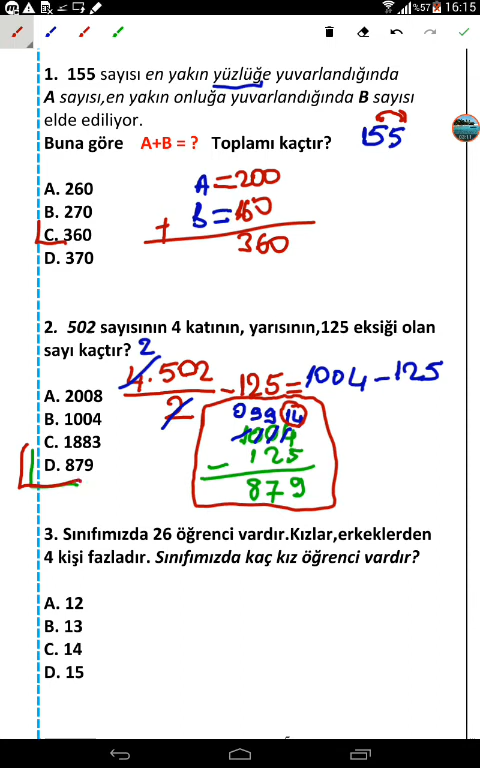 %57 16:15
1. 155 sayısı en yakın yüzlüğe yuvarlandığında
A sayısı,en yakın onluğa yuvarlandığında B sayısı
elde ediliyor.
155
Buna göre A+B = ? Toplamı kaçtır?
A. 260
B. 270
C. 360
D. 370
A=200
B=160
+
360
2. 502 sayısının 4 katının, yarısının,125 eksiği olan
sayı kaçtır?
2
4.502
2
-125=1004-125
A. 2008
B. 1004
C. 1883
D. 879
099 14
1004
- 125
879
3. Sınıfımızda 26 öğrenci vardır.Kızlar,erkeklerden
4 kişi fazladır. Sınıfımızda kaç kız öğrenci vardır?
A. 12
B. 13
C. 14
D. 15